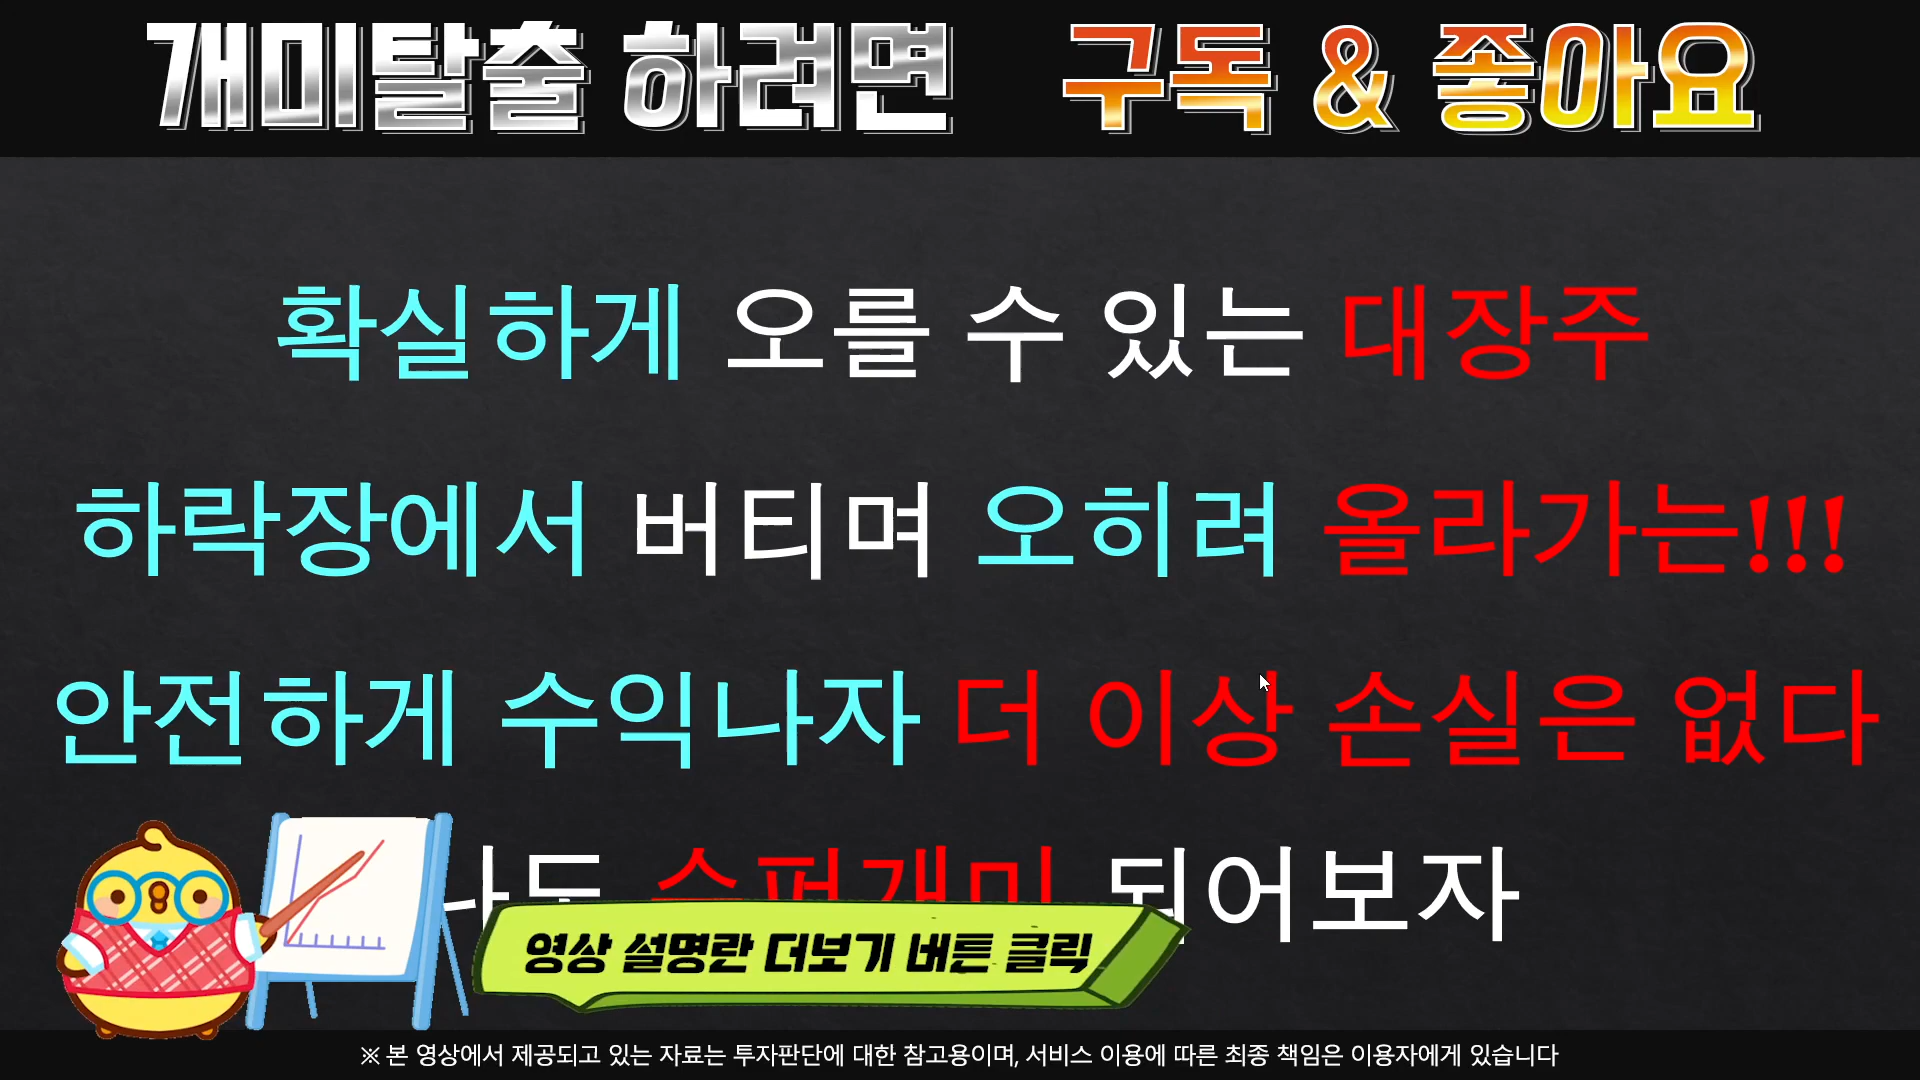 개미탈출 하려면 구독 & 좋아요
확실하게 오를 수 있는 대장주
하락장에서 버티며 오히려 올라가는!!!
안전하게 수익나자 더 이상 손실은 없다
나도 슈퍼개미 되어보자
영상 설명란 더보기 버튼 클릭
※ 본 영상에서 제공되고 있는 자료는 투자판단에 대한 참고용이며, 서비스 이용에 따른 최종 책임은 이용자에게 있습니다